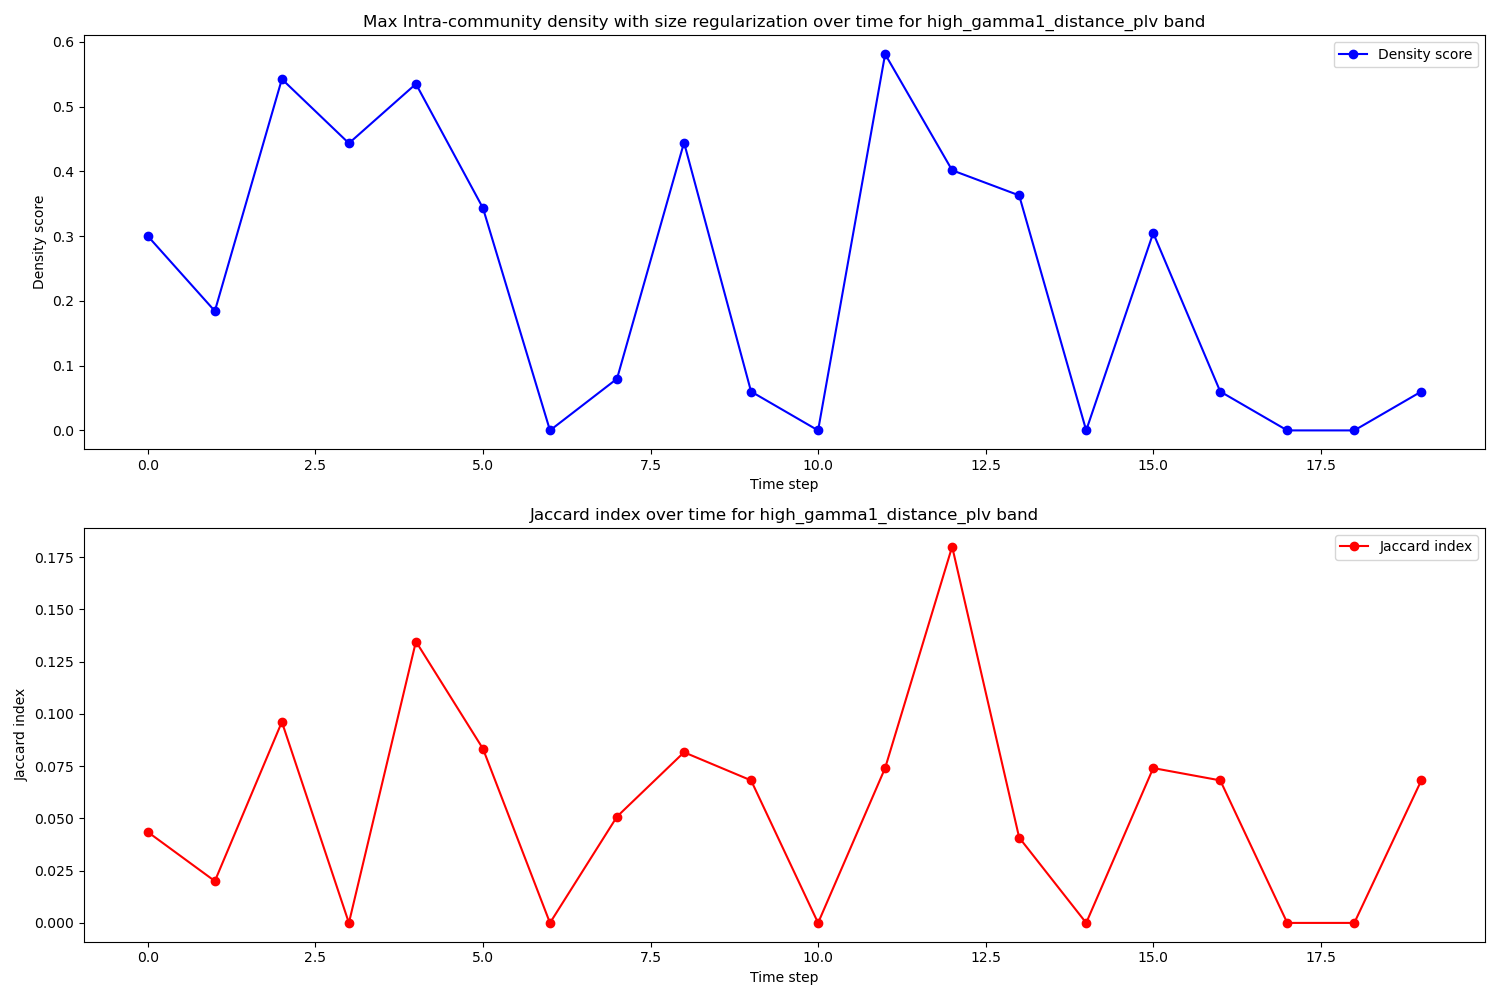 Max Intra-community density with size regularization over time for high_gamma1_distance_plv band
Density score
0.6
0.5
0.4
0.3
0.2
0.1
0.0
Density score
0.0 2.5 5.0 7.5 10.0 12.5 15.0 17.5
Time step
Jaccard index over time for high_gamma1_distance_plv band
Jaccard index
0.175
0.150
0.125
0.100
0.075
0.050
0.025
0.000
Jaccard index
0.0 2.5 5.0 7.5 10.0 12.5 15.0 17.5
Time step